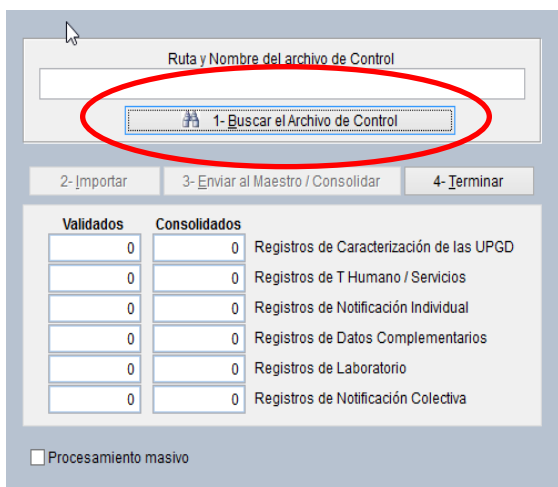 Ruta y Nombre del archivo de Control
1- Buscar el Archivo de Control
2- Importar 3- Enviar al Maestro / Consolidar 4- Terminar
Validados Consolidados
0 0 Registros de Caracterización de las UPGD
0 0 Registros de T Humano / Servicios
0 0 Registros de Notificación Individual
0 0 Registros de Datos Complementarios
0 0 Registros de Laboratorio
0 0 Registros de Notificación Colectiva
Procesamiento masivo